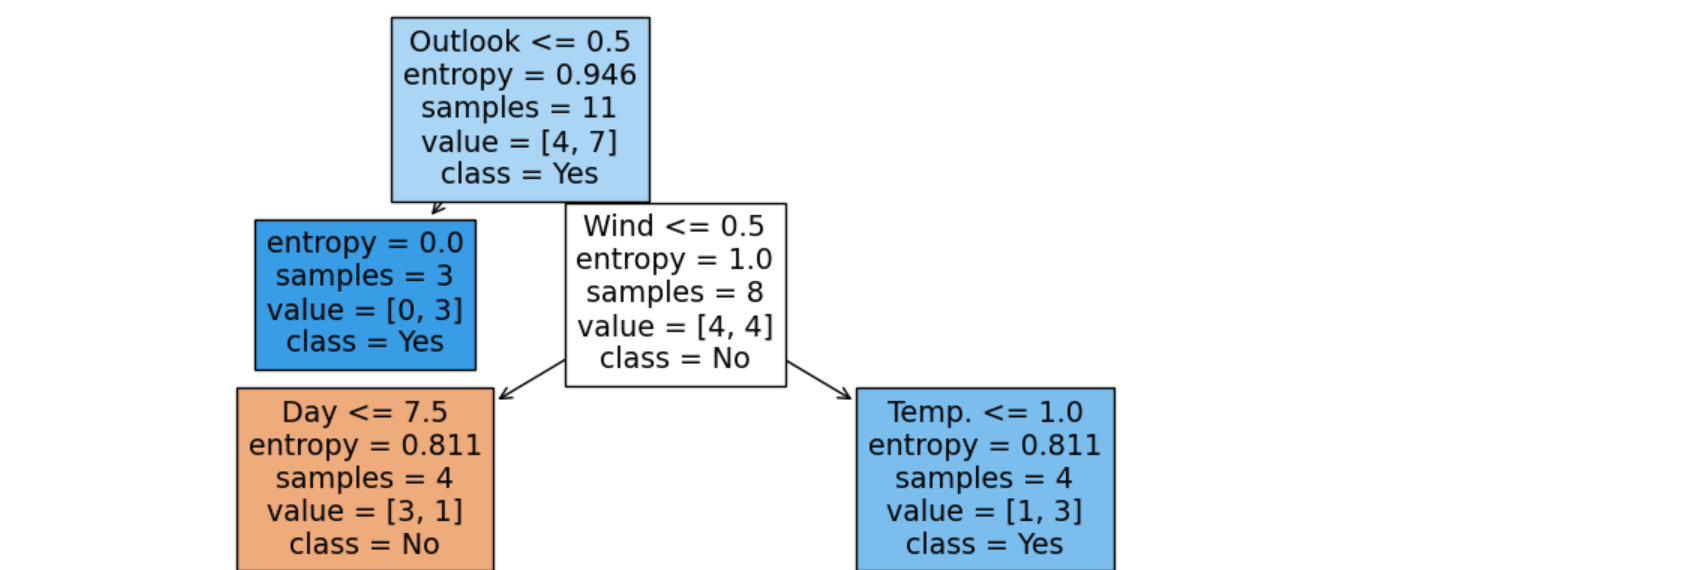 Outlook <= 0.5
entropy = 0.946
samples = 11
value = [4, 7]
class = Yes
entropy = 0.0
samples = 3
value = [0, 3]
class = Yes
Wind <= 0.5
entropy = 1.0
samples = 8
value = [4, 4]
class = No
Day <= 7.5
entropy = 0.811
samples = 4
value = [3, 1]
class = No
Temp. <= 1.0
entropy = 0.811
samples = 4
value = [1, 3]
class = Yes